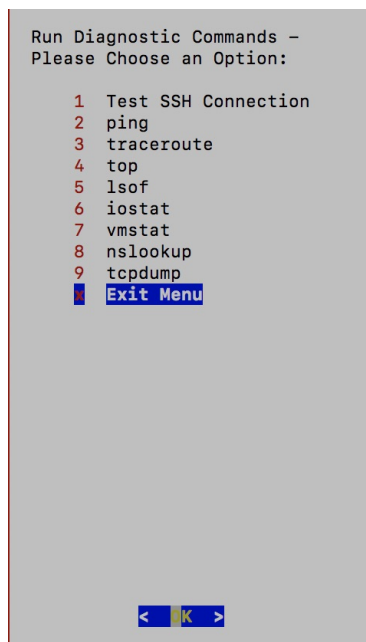 Run Diagnostic Commands –
Please Choose an Option:
1 Test SSH Connection
2 ping
3 traceroute
4 top
5 lsof
6 iostat
7 vmstat
8 nslookup
9 tcpdump
x Exit Menu
< OK >